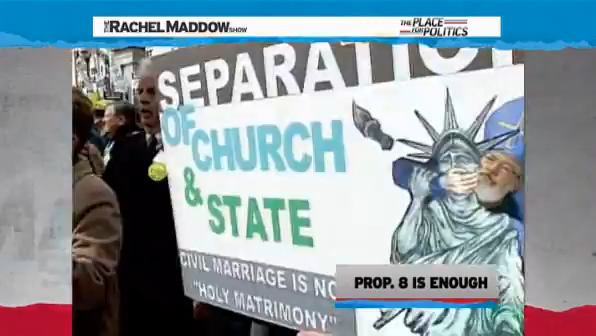 THE RACHEL MADDOW SHOW
THE PLACE FOR POLITICS
SEPARATION
OF CHURCH
& STATE
CIVIL MARRIAGE IS NO
"HOLY MATRIMONY"
PROP. 8 IS ENOUGH